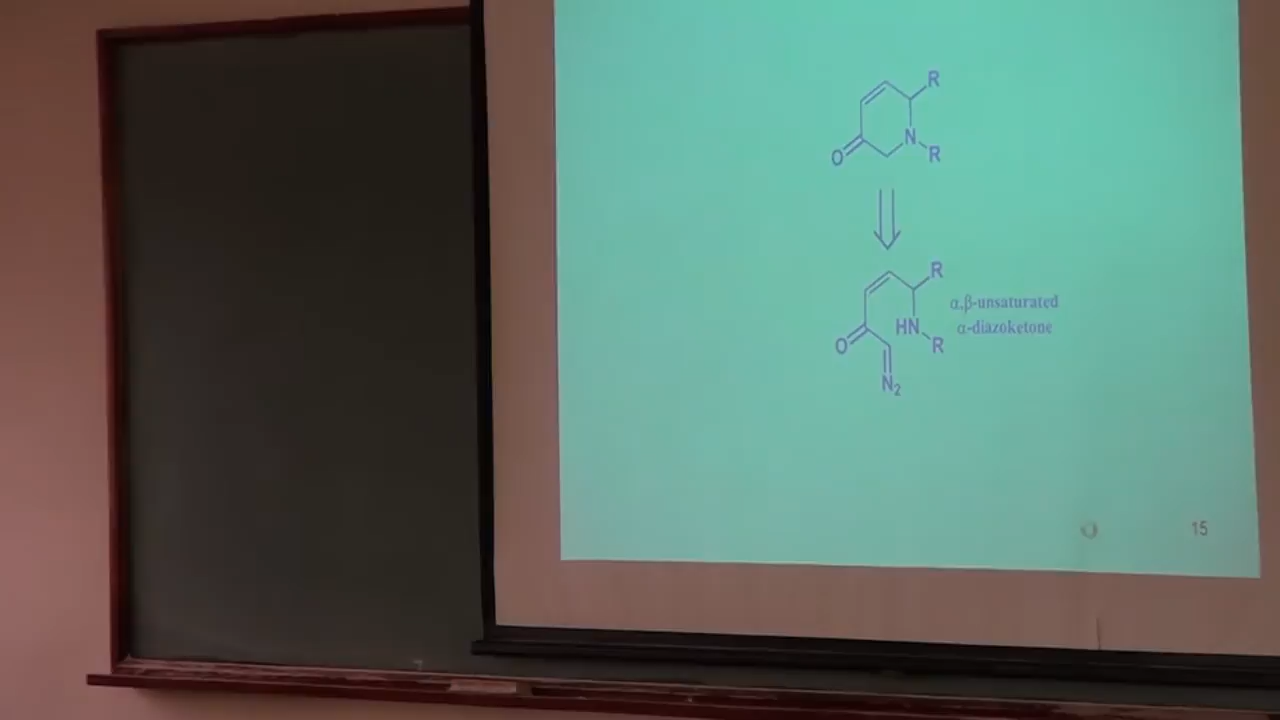 R
N
O
R
R
α,β-unsaturated
HN
α-diazoketone
O
R
N₂
15